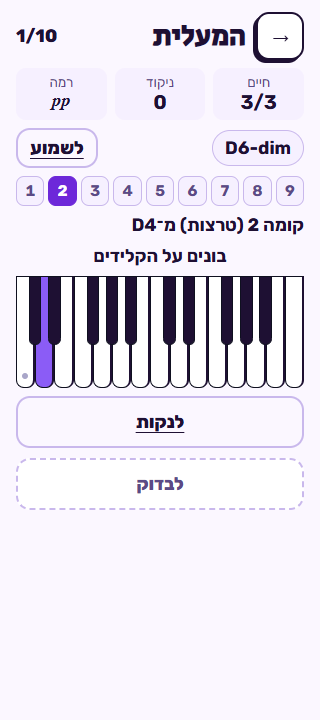 → המעלית 1/10
חיים ניקוד רמה
3/3 0 pp
D6-dim לשמוע
1 2 3 4 5 6 7 8 9
קומה 2 (טרצות) מ־D4
בונים על הקלידים
לנקות
לבדוק